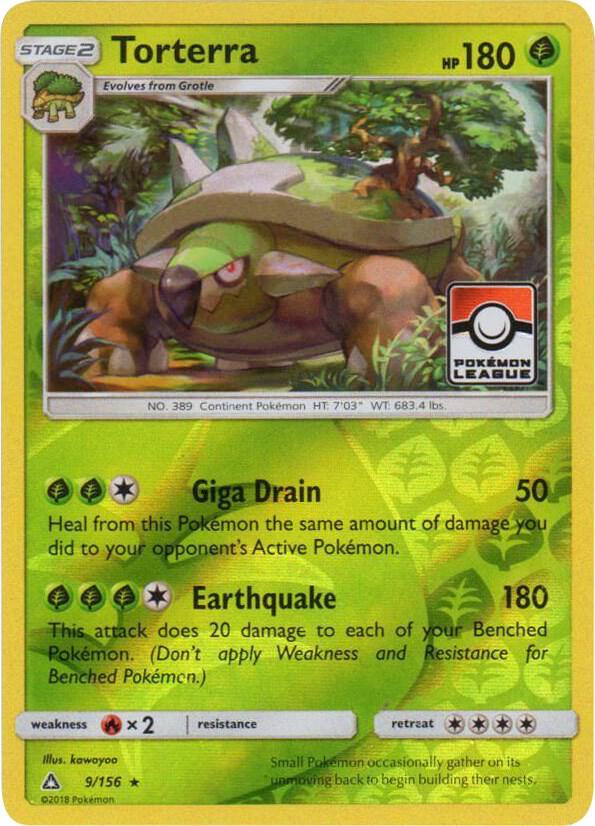 STAGE2 Torterra HP180
Evolves from Grotle
POKÉMON
LEAGUE
NO. 389 Continent Pokémon HT: 7'03" WT: 683.4 lbs.
Giga Drain 50
Heal from this Pokémon the same amount of damage you
did to your opponent's Active Pokémon.
Earthquake 180
This attack does 20 damage to each of your Benched
Pokémon. (Don't apply Weakness and Resistance for
Benched Pokémon.)
weakness ×2 resistance retreat
Illus. kawayoo
9/156 ★
©2018 Pokémon
Small Pokémon occasionally gather on its
unmoving back to begin building their nests.